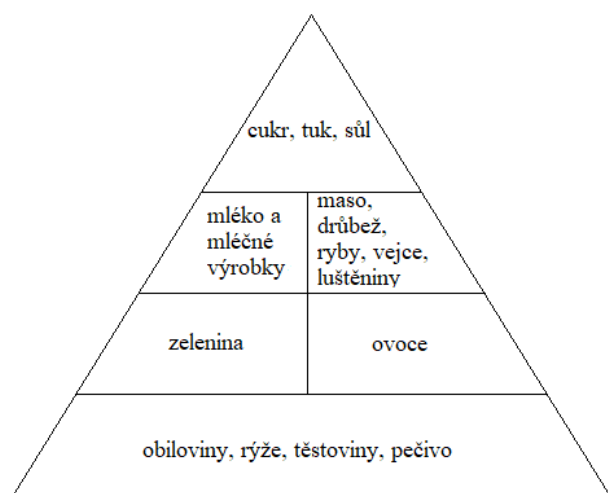 cukr, tuk, sůl
mléko a
mléčné
výrobky
maso,
drůbež,
ryby, vejce,
luštěniny
zelenina
ovoce
obiloviny, rýže, těstoviny, pečivo